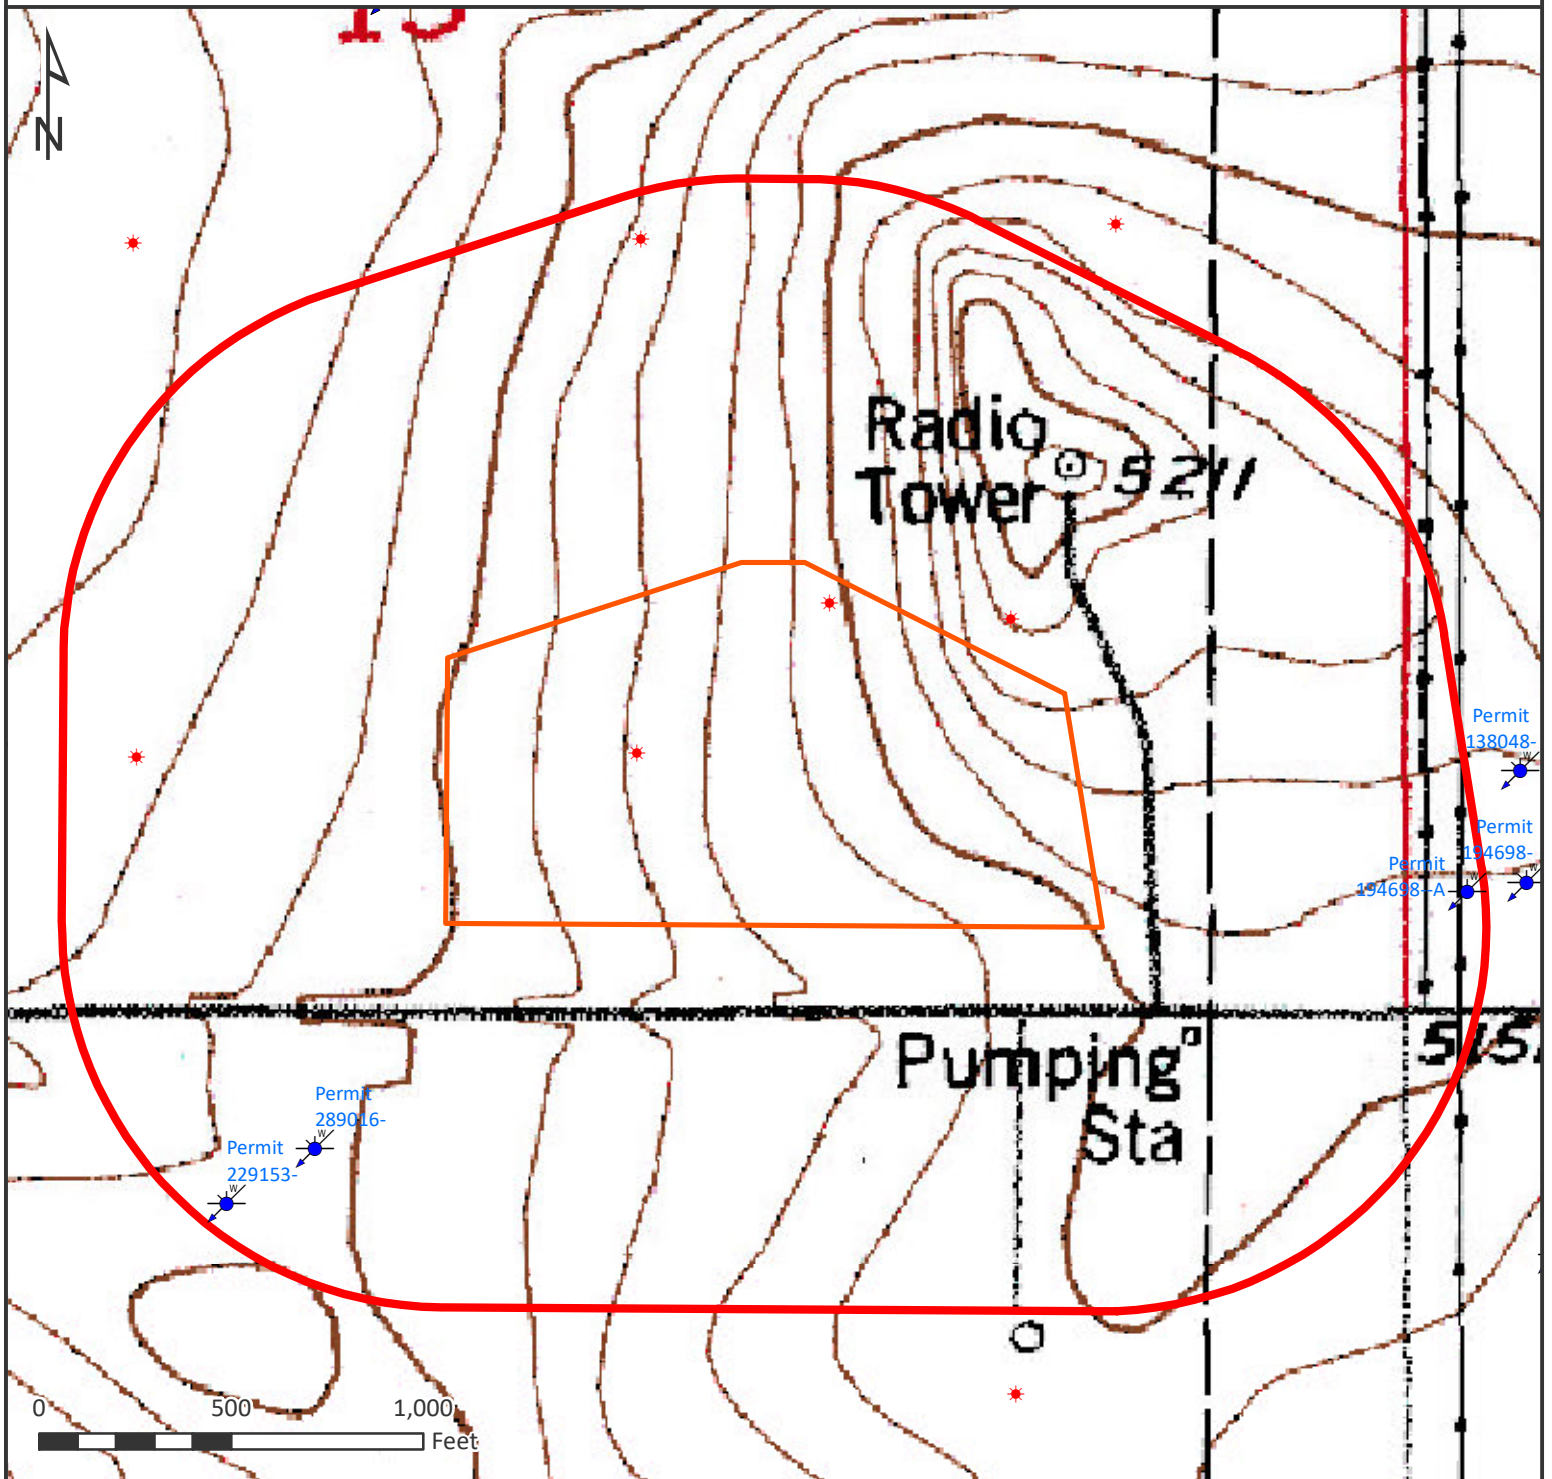 N
Radio
Tower
5211
Permit
138048-
W
Permit
194698-
W
Permit
194698--A
W
Pumping
Sta
Permit
289016-
W
Permit
229153-
W
0 500 1,000
Feet